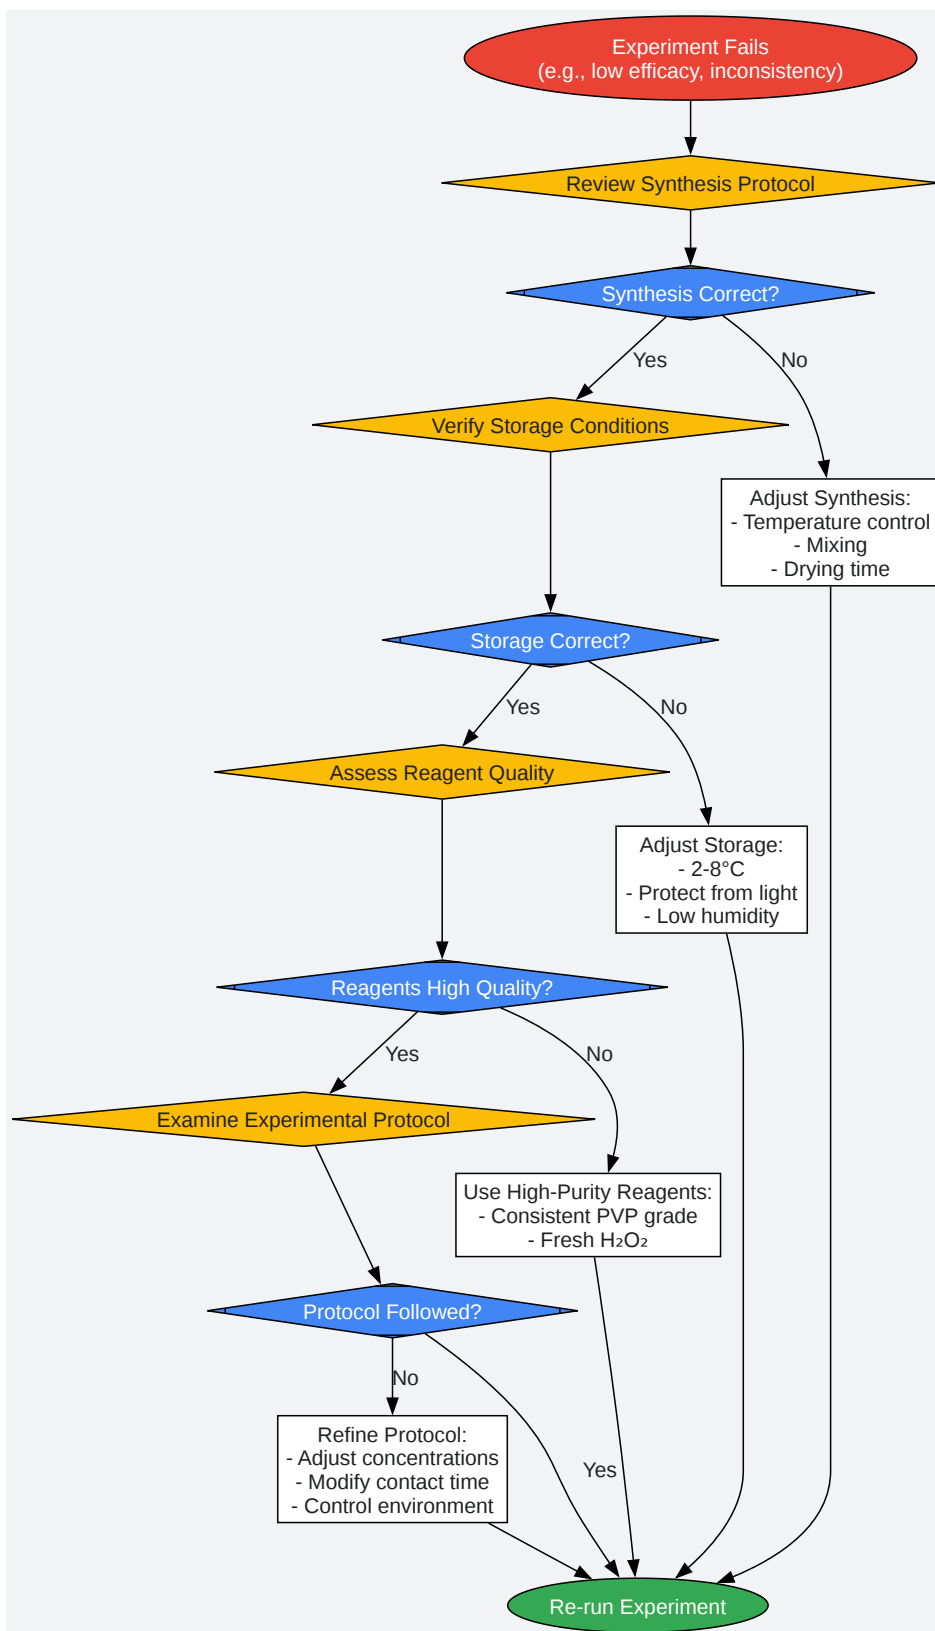 Experiment Fails
(e.g., low efficacy, inconsistency)
Review Synthesis Protocol
Synthesis Correct?
Yes
No
Verify Storage Conditions
Adjust Synthesis:
- Temperature control
- Mixing
- Drying time
Storage Correct?
Yes
No
Assess Reagent Quality
Adjust Storage:
- 2-8°C
- Protect from light
- Low humidity
Reagents High Quality?
Yes
No
Examine Experimental Protocol
Use High-Purity Reagents:
- Consistent PVP grade
- Fresh H₂O₂
Protocol Followed?
No
Refine Protocol:
- Adjust concentrations
- Modify contact time
- Control environment
Yes
Re-run Experiment